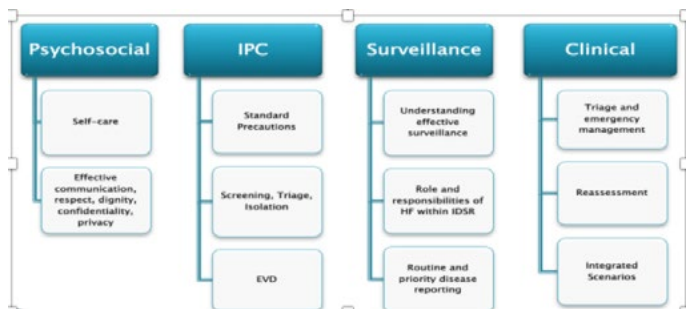 Psychosocial
Self-care
Effective
communication,
respect, dignity,
confidentiality,
privacy
IPC
Standard
Precautions
Screening, Triage,
Isolation
EVD
Surveillance
Understanding
effective
surveillance
Role and
responsibilities of
HF within IDSR
Routine and
priority disease
reporting
Clinical
Triage and
emergency
management
Reassessment
Integrated
Scenarios